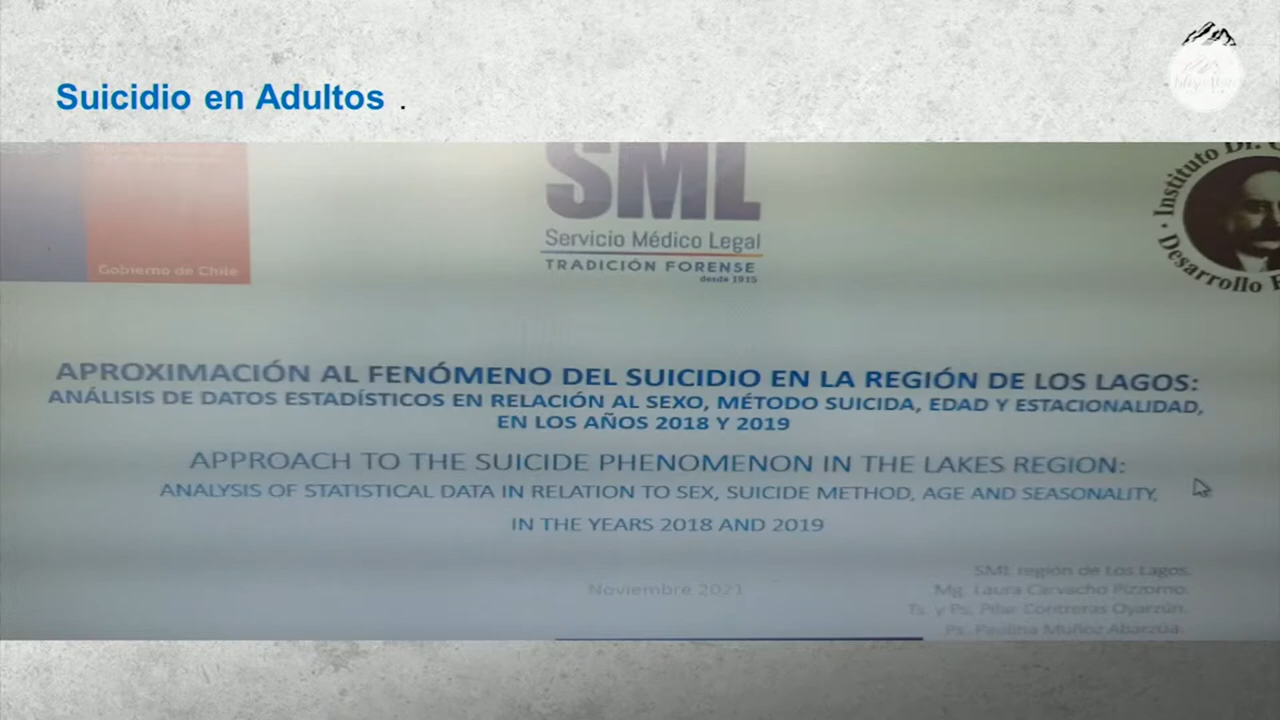 Suicidio en Adultos .
Gobierno de Chile
SML
Servicio Médico Legal
TRADICIÓN FORENSE
desde 1915
Instituto Dr. C
Desarrollo
APROXIMACIÓN AL FENÓMENO DEL SUICIDIO EN LA REGIÓN DE LOS LAGOS:
ANÁLISIS DE DATOS ESTADÍSTICOS EN RELACIÓN AL SEXO, MÉTODO SUICIDA, EDAD Y ESTACIONALIDAD,
EN LOS AÑOS 2018 Y 2019
APPROACH TO THE SUICIDE PHENOMENON IN THE LAKES REGION:
ANALYSIS OF STATISTICAL DATA IN RELATION TO SEX, SUICIDE METHOD, AGE AND SEASONALITY,
IN THE YEARS 2018 AND 2019
Noviembre 2021
SML región de Los Lagos.
Mg. Laura Carvacho Pizzorno.
Ts. y Ps. Pilar Contreras Oyarzún.
Ps. Paulina Muñoz Abarzúa.